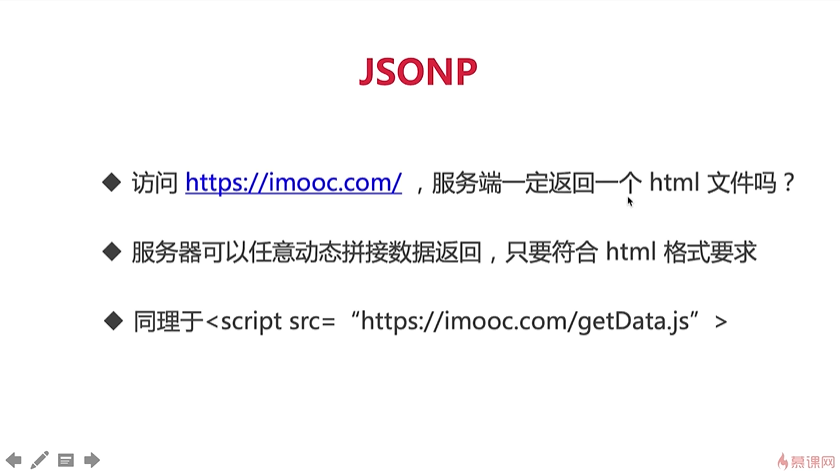 JSONP
◆ 访问 https://imooc.com/ ，服务端一定返回一个 html 文件吗？
◆ 服务器可以任意动态拼接数据返回，只要符合 html 格式要求
◆ 同理于<script src=“https://imooc.com/getData.js”>
慕课网